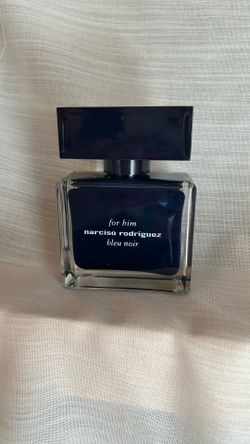 for him
narciso rodriguez
bleu noir